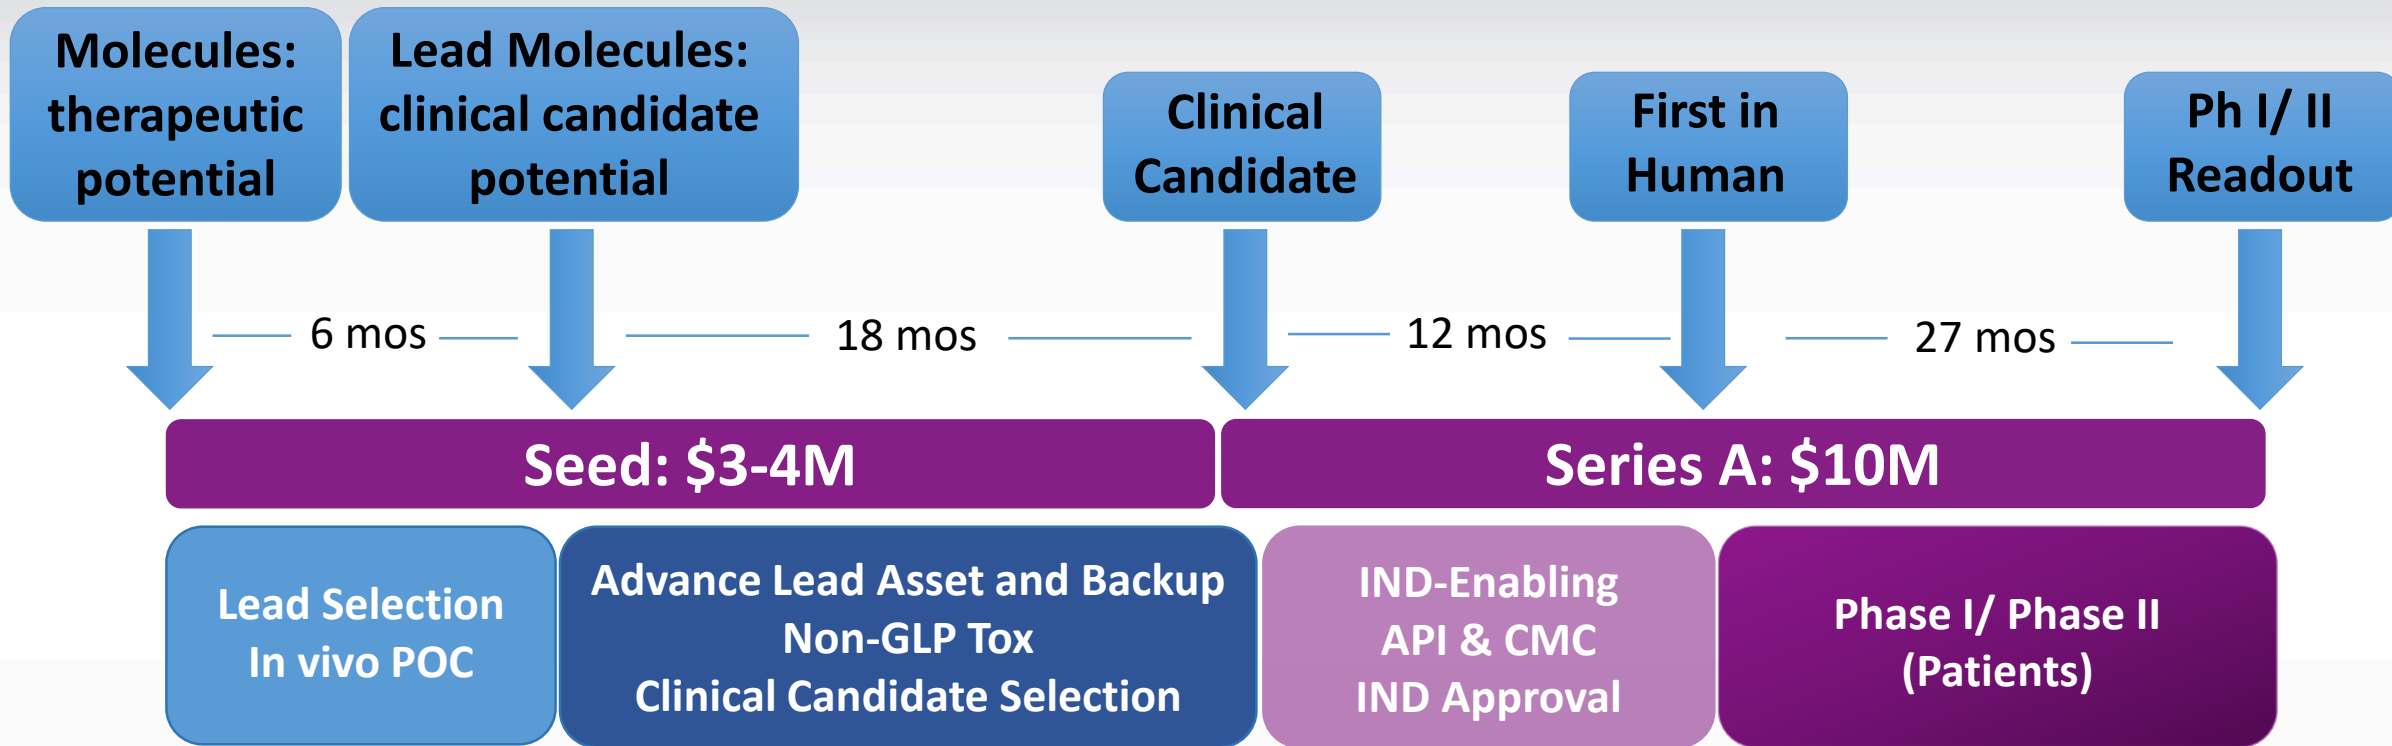 Molecules:
therapeutic
potential
Lead Molecules:
clinical candidate
potential
Clinical
Candidate
First in
Human
Ph I/ II
Readout
6 mos
18 mos
12 mos
27 mos
Seed: $3-4M
Series A: $10M
Lead Selection
In vivo POC
Advance Lead Asset and Backup
Non-GLP Tox
Clinical Candidate Selection
IND-Enabling
API & CMC
IND Approval
Phase I/ Phase II
(Patients)